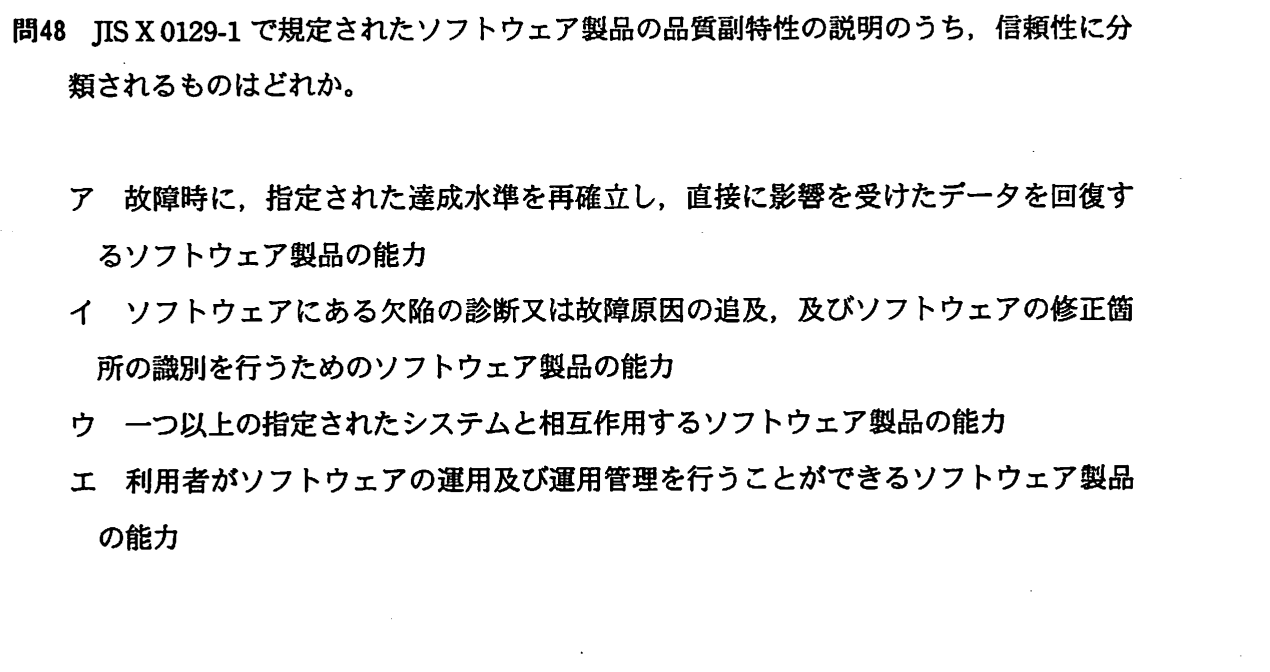 問48 JIS X 0129-1 で規定されたソフトウェア製品の品質副特性の説明のうち，信頼性に分
類されるものはどれか。
ア 故障時に，指定された達成水準を再確立し，直接に影響を受けたデータを回復す
るソフトウェア製品の能力
イ ソフトウェアにある欠陥の診断又は故障原因の追及，及びソフトウェアの修正箇
所の識別を行うためのソフトウェア製品の能力
ウ 一つ以上の指定されたシステムと相互作用するソフトウェア製品の能力
エ 利用者がソフトウェアの運用及び運用管理を行うことができるソフトウェア製品
の能力